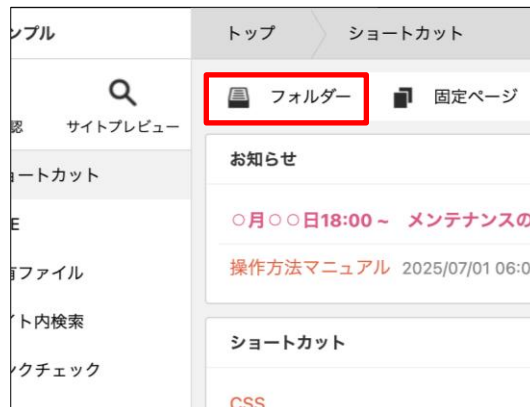 ンプル
トップ ショートカット
フォルダー 固定ページ
認 サイトプレビュー
お知らせ
ョートカット
○月○○日18:00 ~ メンテナンスの
操作方法マニュアル 2025/07/01 06:0
有ファイル
イト内検索
ショートカット
ンクチェック
CSS